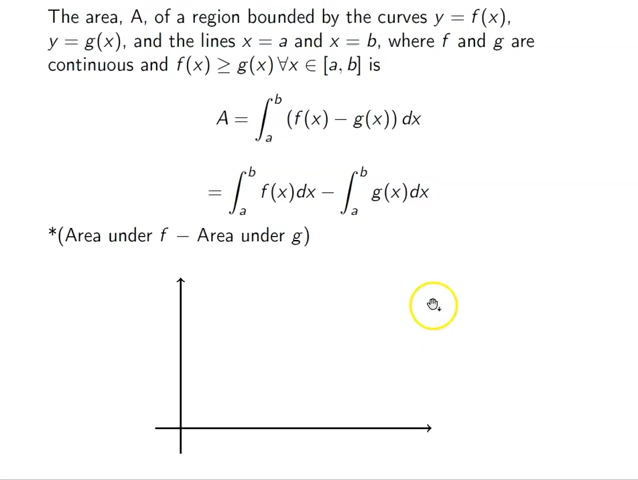 The area, A, of a region bounded by the curves y = f(x),
y = g(x), and the lines x = a and x = b, where f and g are
continuous and f(x) ≥ g(x) ∀x ∈ [a, b] is
A = ∫_a^b (f(x) − g(x)) dx
= ∫_a^b f(x)dx − ∫_a^b g(x)dx
*(Area under f − Area under g)